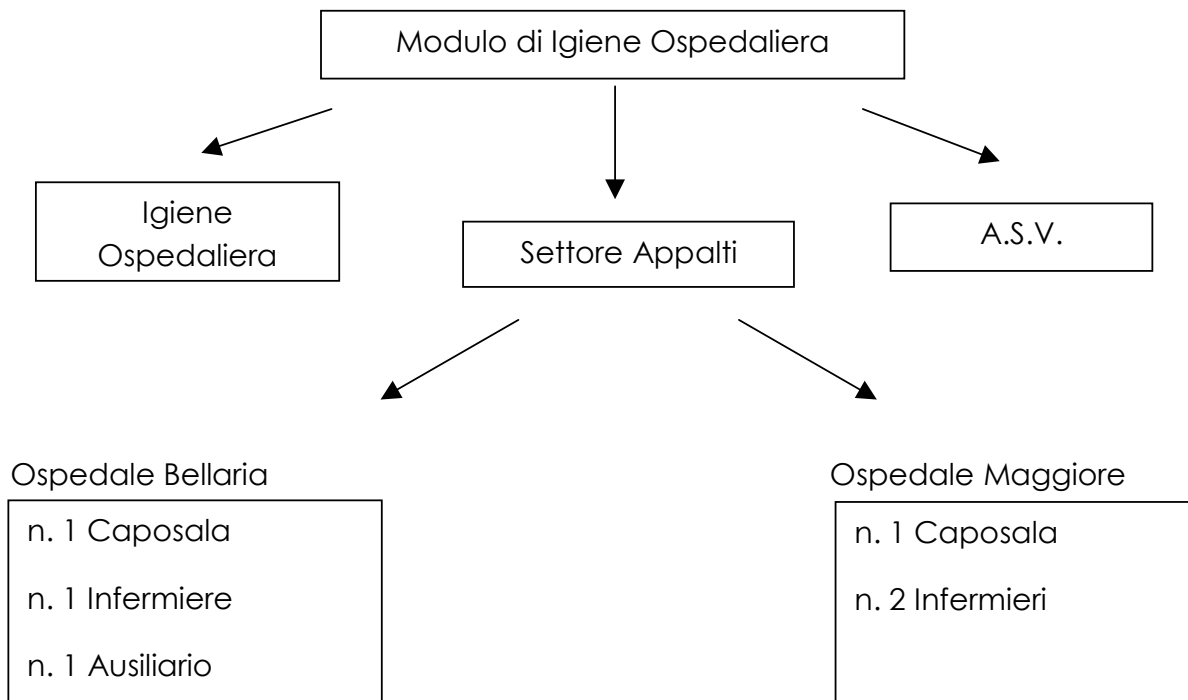 Modulo di Igiene Ospedaliera
Igiene
Ospedaliera
Settore Appalti
A.S.V.
Ospedale Bellaria
n. 1 Caposala
n. 1 Infermiere
n. 1 Ausiliario
Ospedale Maggiore
n. 1 Caposala
n. 2 Infermieri